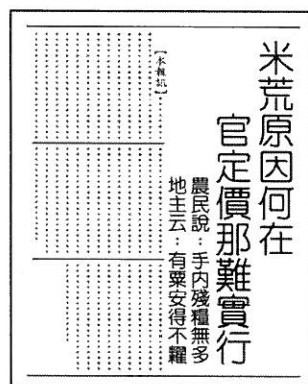 米荒原因何在
官定價那難實行
農民說：手內殘糧無多
地主云：有粟安得不糶
【本報訊】